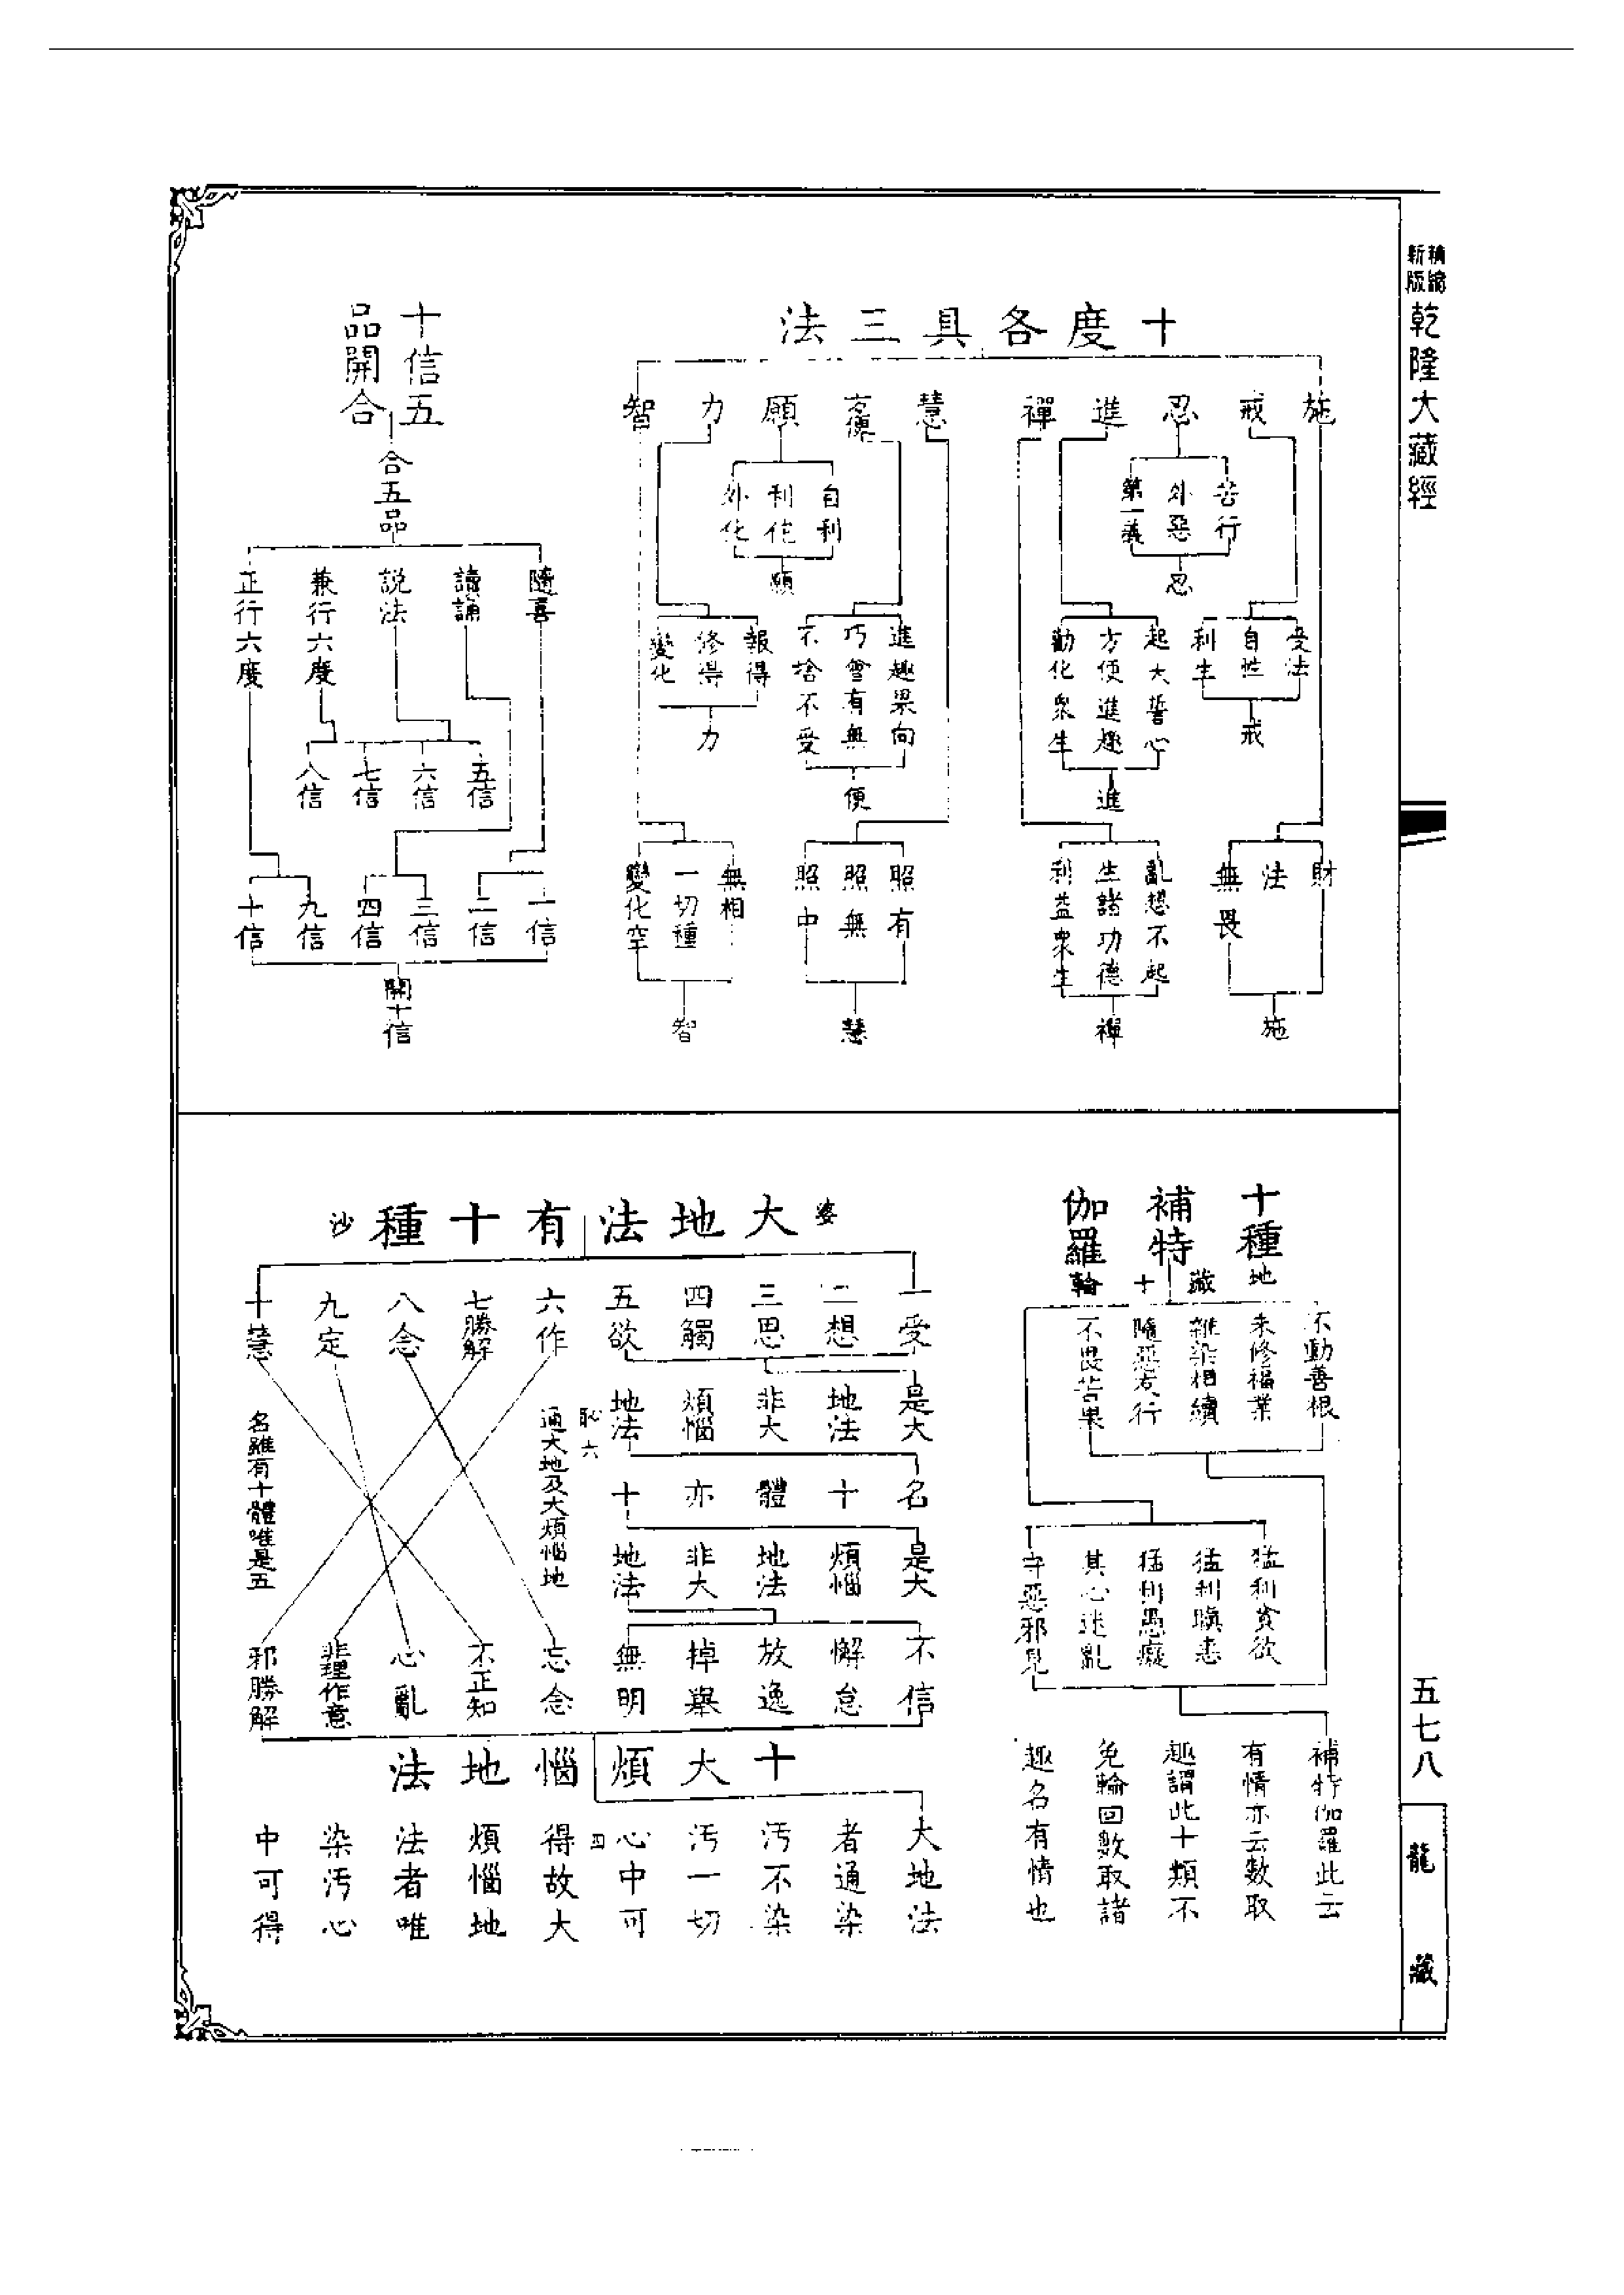 新版
精縮
乾隆大藏經
五七八
龍藏
十度各具三法
施
戒
忍
進
禪
慧
方便
願
力
智
苦行
外惡
第一義
忍
自利
利佗
外化
願
受法
自性
利生
戒
起大誓心
方便進趣
勸化衆生
進
進趣果向
巧會有無
不捨不受
便
報得
修得
變化
力
財
法
無畏
施
亂想不起
生諸功德
利益衆生
禪
照有
照無
照中
慧
無相
一切種
變化空
智
十信五
品開合
合五品
隨喜
讀誦
説法
兼行六度
正行六度
五信
六信
七信
八信
一信
二信
三信
四信
九信
十信
開十信
十種
補特
伽羅
地
藏
十
輪
不動善根
未修福業
雜染相續
隨惡友行
不畏苦果
猛利貪欲
猛利瞋恚
猛利愚癡
其心迷亂
守惡邪見
補特伽羅此云
有情亦云數取
趣謂此十類不
免輪回數取諸
趣名有情也
婆
大地法有十種
沙
一受
二想
三思
四觸
五欲
六作
七勝解
八念
九定
十慧
是大
地法
非大
煩惱
地法
名
十
體
亦
十
是大
煩惱
地法
非大
地法
恥六
通大地及大煩惱地
名雖有十體唯是五
不信
懈怠
放逸
掉舉
無明
忘念
不正知
心亂
非理作意
邪勝解
十大煩惱地法
大地法
者通染
汚不染
汚一切
心中可
四
得故大
煩惱地
法者唯
染汚心
中可得